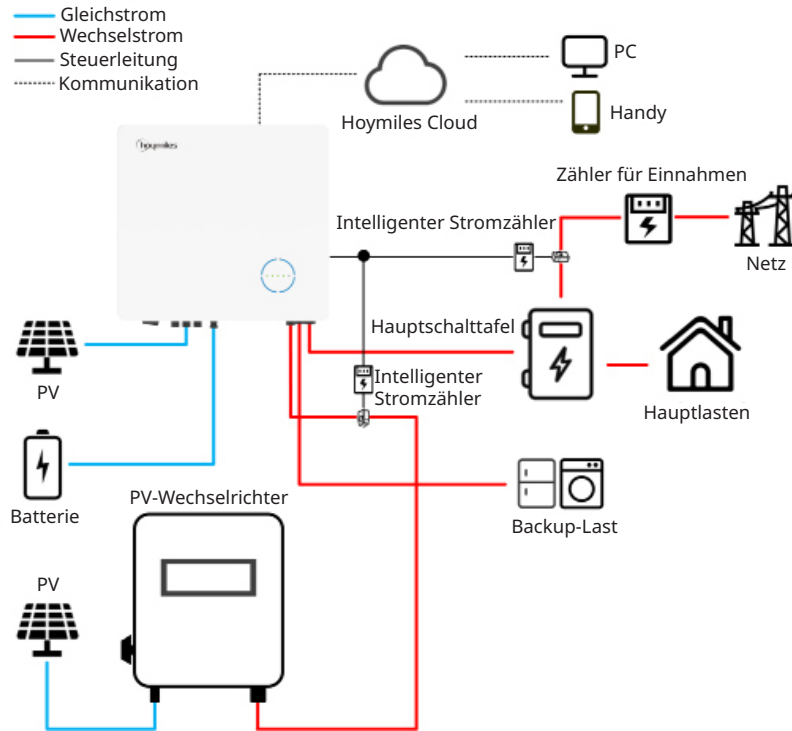 Gleichstrom
Wechselstrom
Steuerleitung
Kommunikation
PC
Hoymiles Cloud
Handy
hoymiles
Zähler für Einnahmen
Intelligenter Stromzähler
Netz
Hauptschalttafel
PV
Intelligenter
Stromzähler
Hauptlasten
Batterie
PV-Wechselrichter
Backup-Last
PV